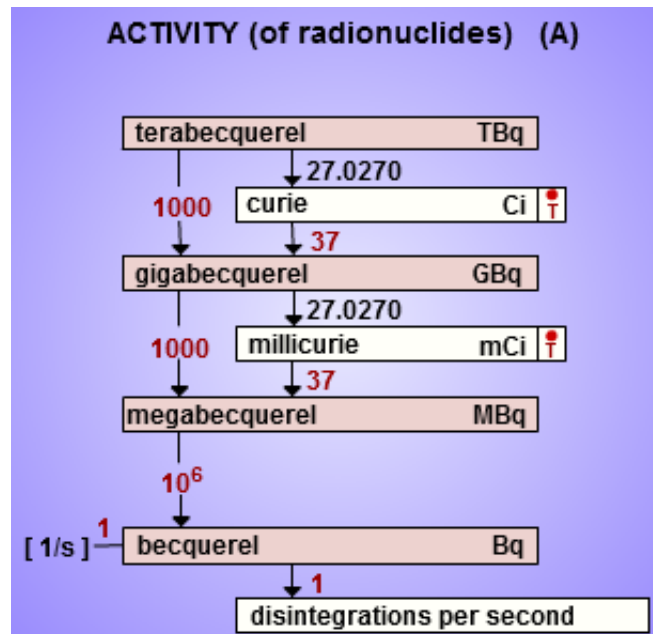 ACTIVITY (of radionuclides) (A)
terabecquerel TBq
27.0270
1000 curie Ci
37
gigabecquerel GBq
27.0270
1000 millicurie mCi
37
megabecquerel MBq
10⁶
1
[ 1/s ] becquerel Bq
1
disintegrations per second